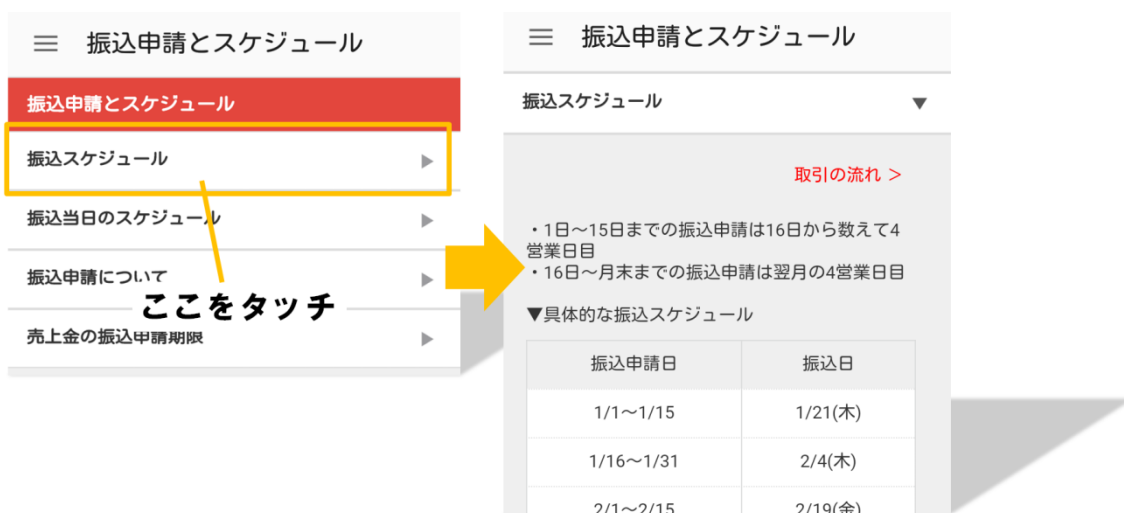 振込申請とスケジュール
振込申請とスケジュール
振込スケジュール
振込当日のスケジュール
振込申請について
ここをタッチ
売上金の振込申請期限
振込申請とスケジュール
振込スケジュール ▼
取引の流れ >
・1日～15日までの振込申請は16日から数えて4
営業日目
・16日～月末までの振込申請は翌月の4営業日目
▼具体的な振込スケジュール
振込申請日 振込日
1/1～1/15 1/21(木)
1/16～1/31 2/4(木)
2/1～2/15 2/19(金)